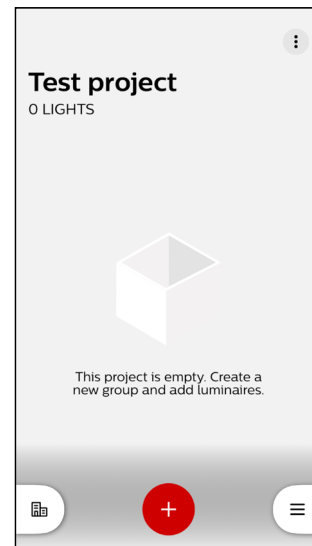 Test project
0 LIGHTS
This project is empty. Create a
new group and add luminaires.